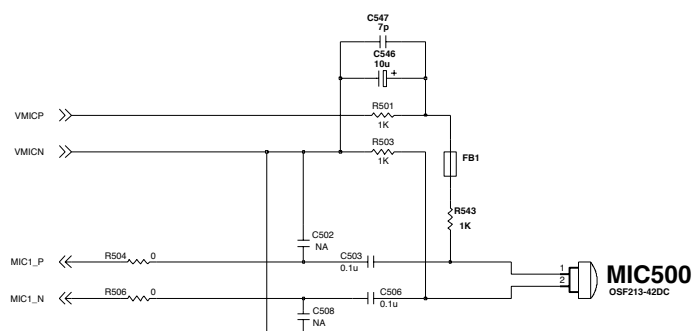 C547
7p
C546
10u
+
VMICP
R501
1K
VMICN
R503
1K
FB1
R543
1K
C502
NA
MIC1_P
R504
0
C503
0.1u
1
2
MIC500
OSF213-42DC
MIC1_N
R506
0
C506
0.1u
C508
NA